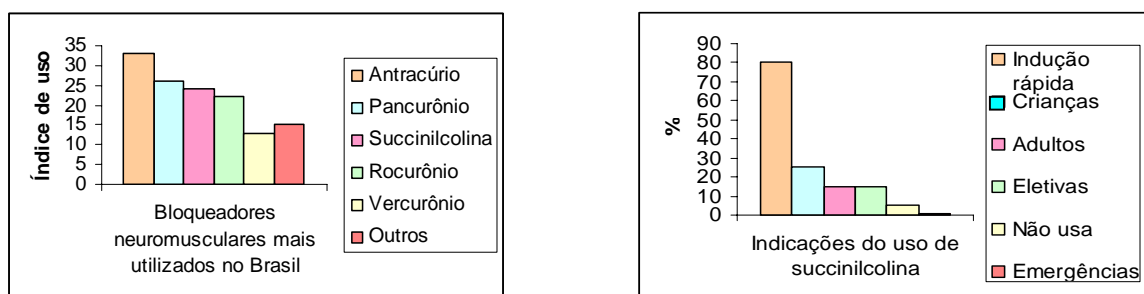 Índice de uso
35
30
25
20
15
10
5
0
Bloqueadores
neuromusculares mais
utilizados no Brasil
Antracúrio
Pancurônio
Succinilcolina
Rocurônio
Vercurônio
Outros
%
90
80
70
60
50
40
30
20
10
0
Indicações do uso de
succinilcolina
Indução
rápida
Crianças
Adultos
Eletivas
Não usa
Emergências